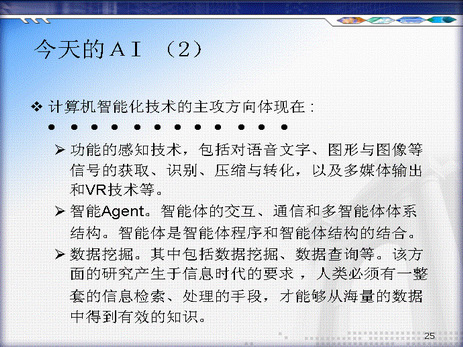 今天的ＡＩ（2）
❖ 计算机智能化技术的主攻方向体现在：
● ● ● ● ● ● ● ● ● ● ● ●
➢ 功能的感知技术，包括对语音文字、图形与图像等
信号的获取、识别、压缩与转化，以及多媒体输出
和VR技术等。
➢ 智能Agent。智能体的交互、通信和多智能体体系
结构。智能体是智能体程序和智能体结构的结合。
➢ 数据挖掘。其中包括数据挖掘、数据查询等。该方
面的研究产生于信息时代的要求，人类必须有一整
套的信息检索、处理的手段，才能够从海量的数据
中得到有效的知识。
25